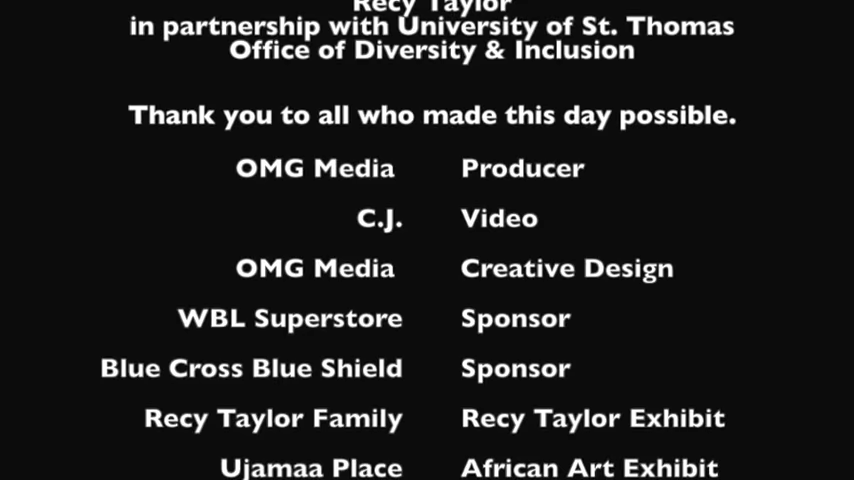 Recy Taylor
in partnership with University of St. Thomas
Office of Diversity & Inclusion
Thank you to all who made this day possible.
OMG Media Producer
C.J. Video
OMG Media Creative Design
WBL Superstore Sponsor
Blue Cross Blue Shield Sponsor
Recy Taylor Family Recy Taylor Exhibit
Ujamaa Place African Art Exhibit